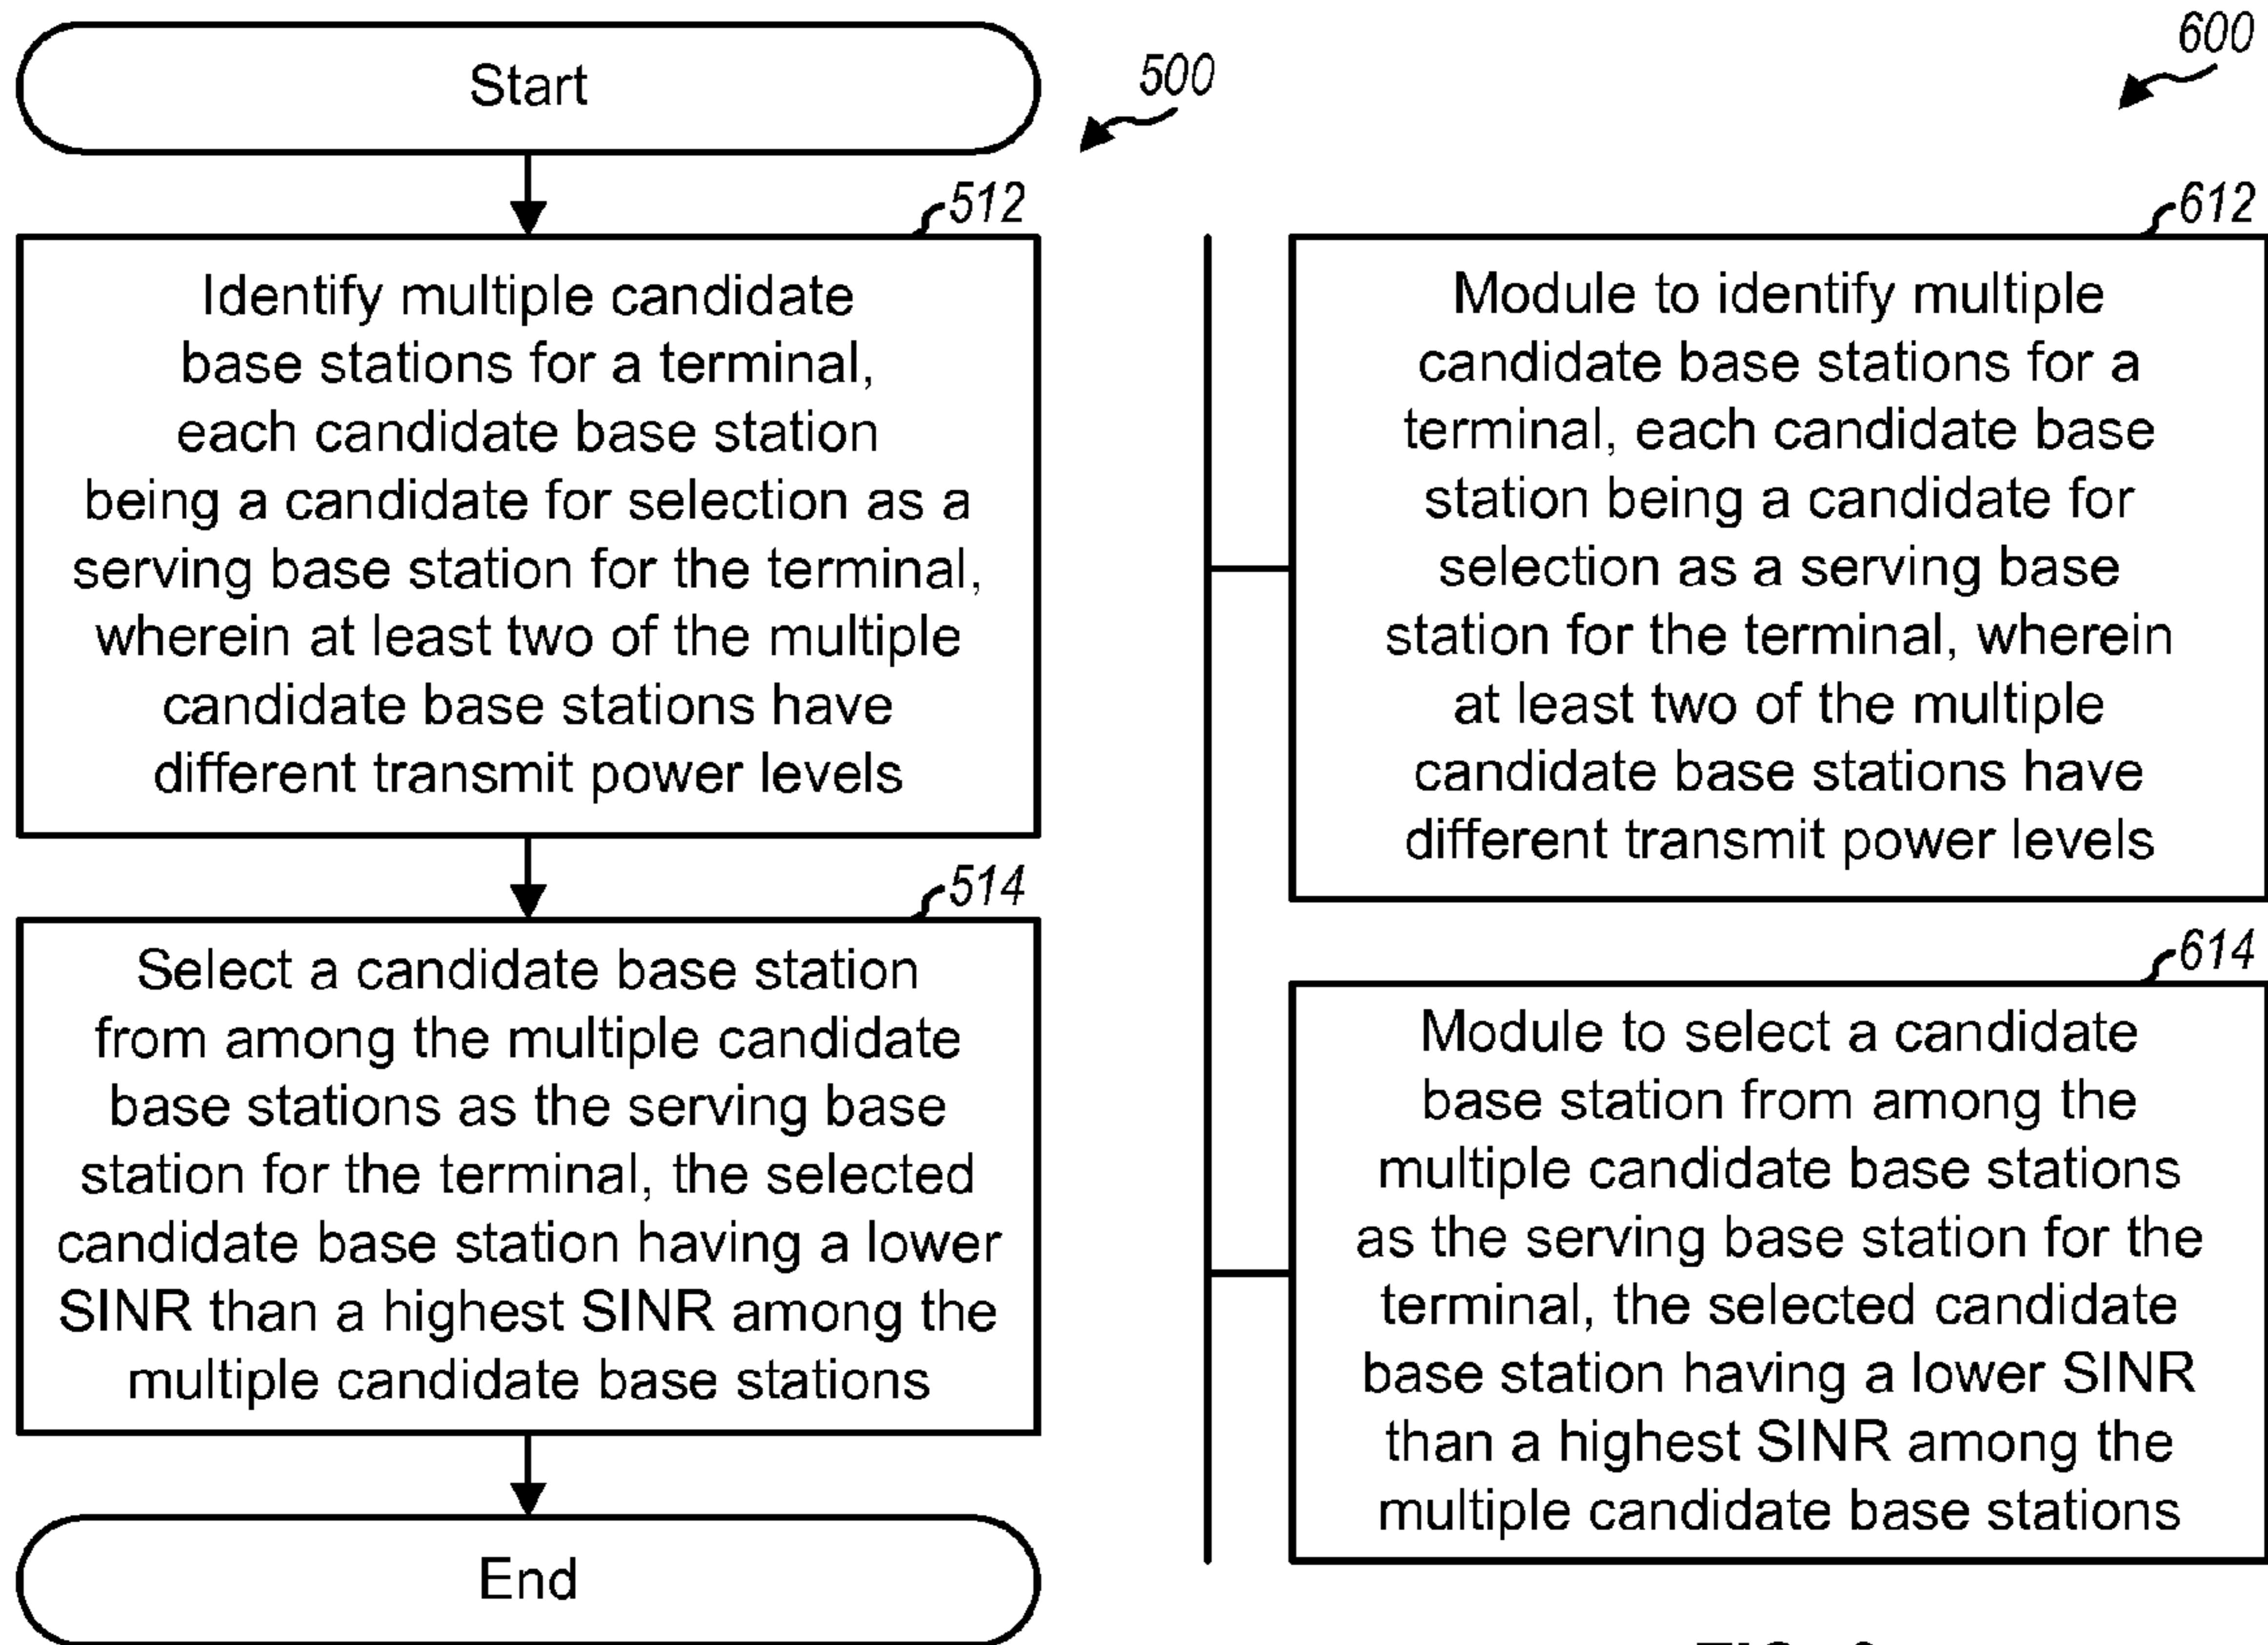 Start
500
512
Identify multiple candidate
base stations for a terminal,
each candidate base station
being a candidate for selection as a
serving base station for the terminal,
wherein at least two of the multiple
candidate base stations have
different transmit power levels
514
Select a candidate base station
from among the multiple candidate
base stations as the serving base
station for the terminal, the selected
candidate base station having a lower
SINR than a highest SINR among the
multiple candidate base stations
End
600
612
Module to identify multiple
candidate base stations for a
terminal, each candidate base
station being a candidate for
selection as a serving base
station for the terminal, wherein
at least two of the multiple
candidate base stations have
different transmit power levels
614
Module to select a candidate
base station from among the
multiple candidate base stations
as the serving base station for the
terminal, the selected candidate
base station having a lower SINR
than a highest SINR among the
multiple candidate base stations